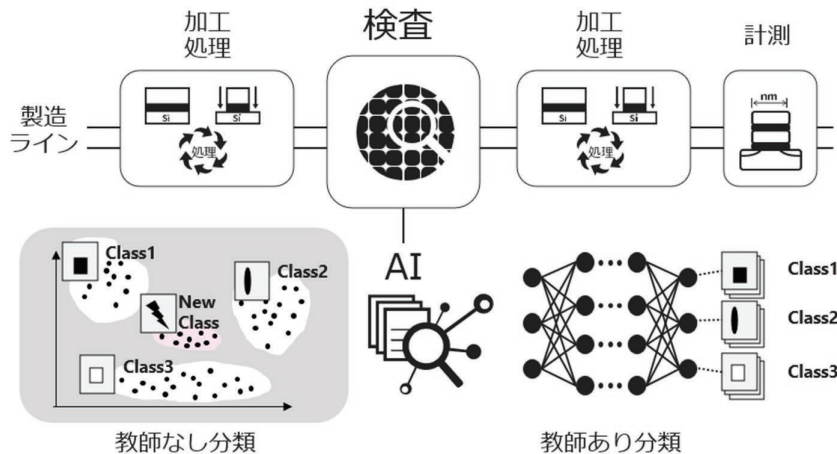 加工
処理
検査
加工
処理
計測
製造
ライン
Si
Si
処理
Si
Si
処理
nm
AI
Class1
Class2
New
Class
Class3
教師なし分類
Class1
Class2
Class3
教師あり分類